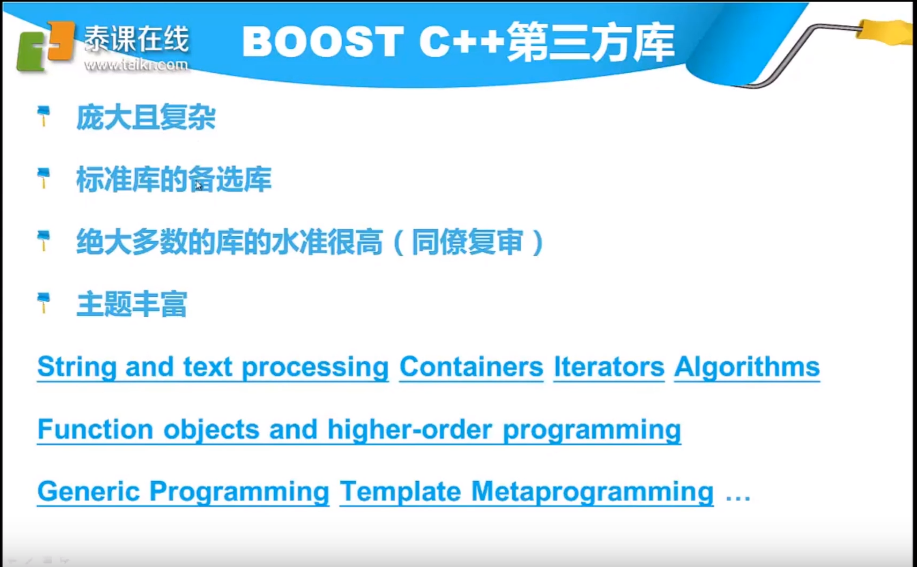 泰课在线
www.taikr.com
BOOST C++第三方库
庞大且复杂
标准库的备选库
绝大多数的库的水准很高（同僚复审）
主题丰富
String and text processing Containers Iterators Algorithms
Function objects and higher-order programming
Generic Programming Template Metaprogramming …